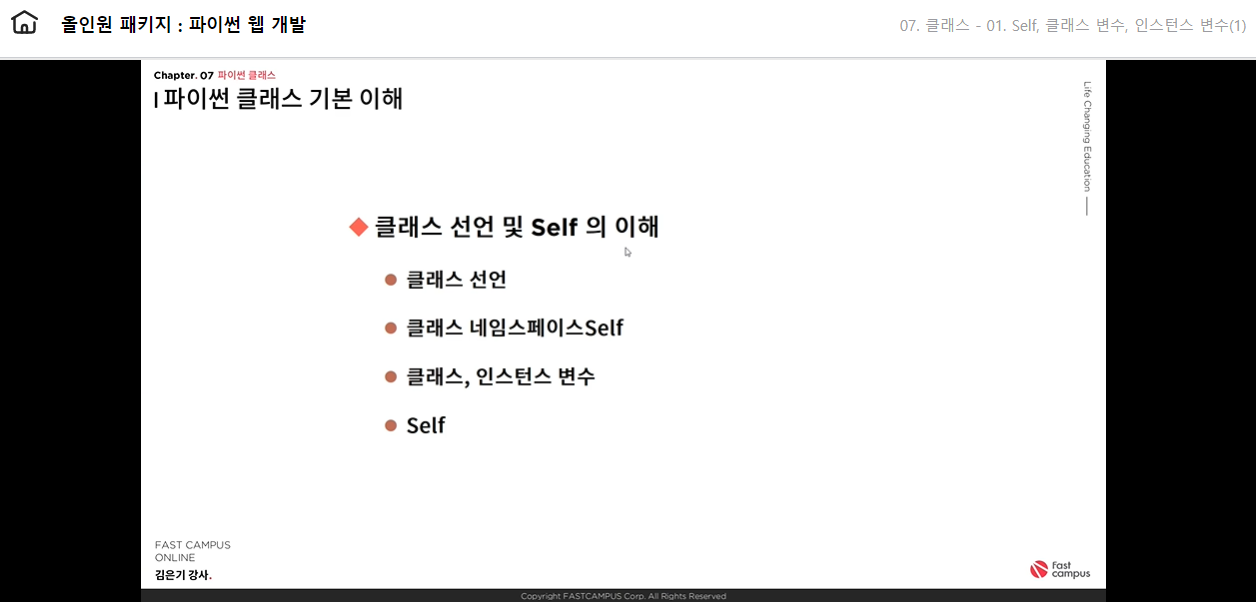 올인원 패키지 : 파이썬 웹 개발
07. 클래스 - 01. Self, 클래스 변수, 인스턴스 변수(1)
Chapter. 07 파이썬 클래스
파이썬 클래스 기본 이해
Life Changing Education
클래스 선언 및 Self 의 이해
클래스 선언
클래스 네임스페이스Self
클래스, 인스턴스 변수
Self
FAST CAMPUS
ONLINE
김은기 강사.
Fast
campus
Copyright FASTCAMPUS Corp. All Rights Reserved